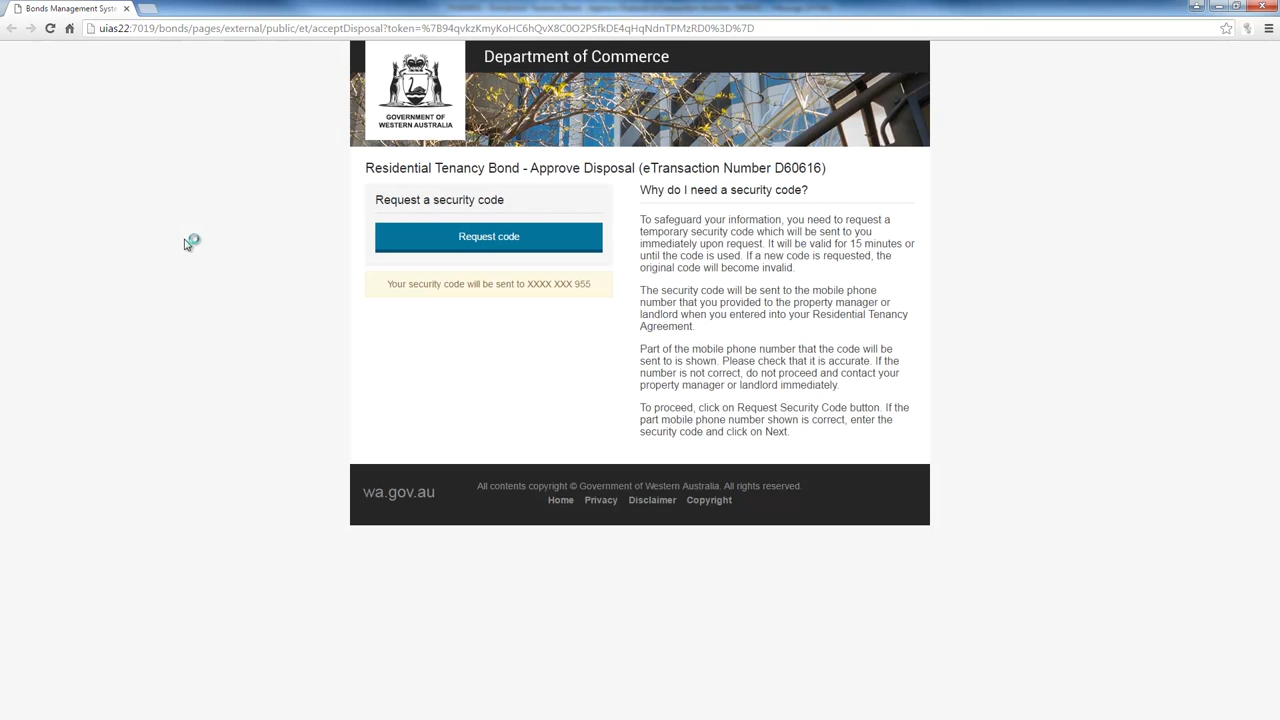 Bonds Management Syste
uias22:7019/bonds/pages/external/public/et/acceptDisposal?token=%7B94qvkzKmyKoHC6hQvX8C0O2PSfkDE4qHqNdnTPMzRD0%3D%7D
Department of Commerce
GOVERNMENT OF
WESTERN AUSTRALIA
Residential Tenancy Bond - Approve Disposal (eTransaction Number D60616)
Request a security code
Request code
Your security code will be sent to XXXX XXX 955
Why do I need a security code?
To safeguard your information, you need to request a
temporary security code which will be sent to you
immediately upon request. It will be valid for 15 minutes or
until the code is used. If a new code is requested, the
original code will become invalid.
The security code will be sent to the mobile phone
number that you provided to the property manager or
landlord when you entered into your Residential Tenancy
Agreement.
Part of the mobile phone number that the code will be
sent to is shown. Please check that it is accurate. If the
number is not correct, do not proceed and contact your
property manager or landlord immediately.
To proceed, click on Request Security Code button. If the
part mobile phone number shown is correct, enter the
security code and click on Next.
wa.gov.au
All contents copyright © Government of Western Australia. All rights reserved.
Home Privacy Disclaimer Copyright